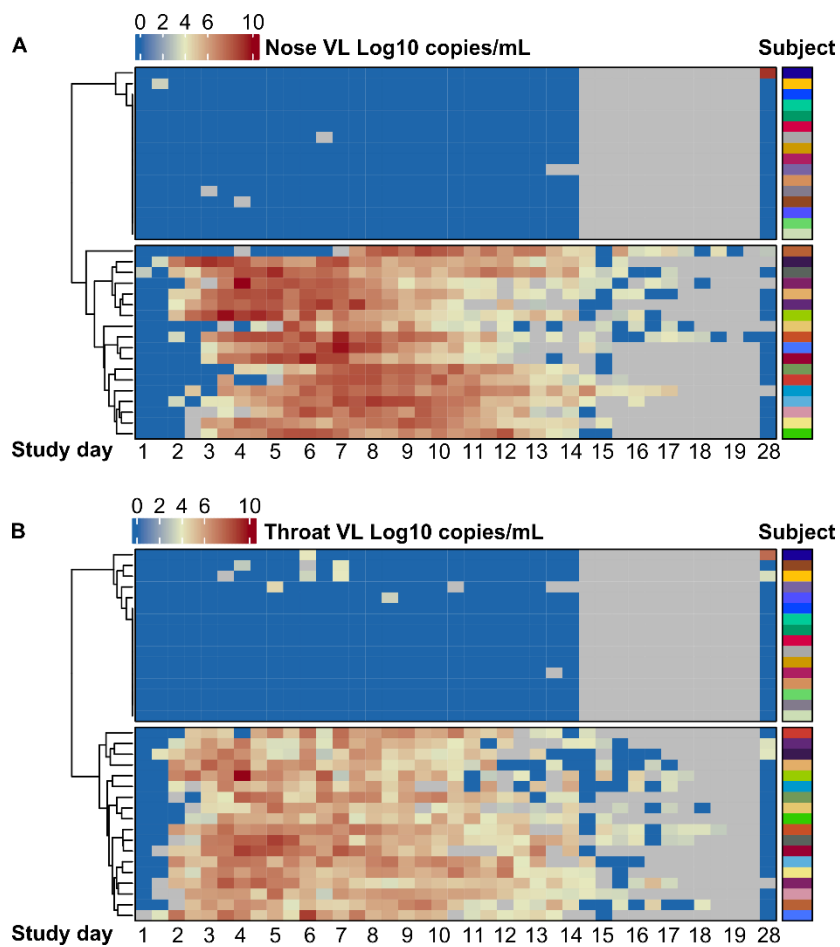 0 2 4 6 10
A Nose VL Log10 copies/mL Subject
Study day 1 2 3 4 5 6 7 8 9 10 11 12 13 14 15 16 17 18 19 28
0 2 4 6 10
B Throat VL Log10 copies/mL Subject
Study day 1 2 3 4 5 6 7 8 9 10 11 12 13 14 15 16 17 18 19 28